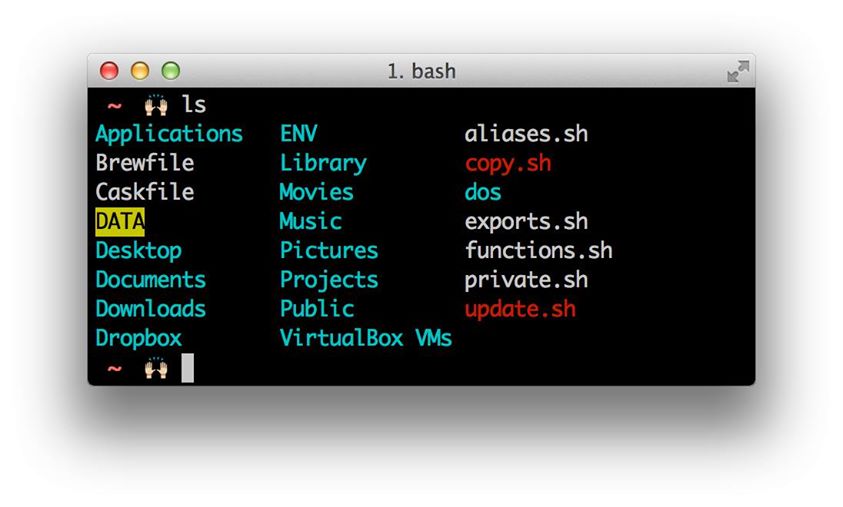 1. bash
~ 🙌🏻 ls
Applications ENV aliases.sh
Brewfile Library copy.sh
Caskfile Movies dos
DATA Music exports.sh
Desktop Pictures functions.sh
Documents Projects private.sh
Downloads Public update.sh
Dropbox VirtualBox VMs
~ 🙌🏻